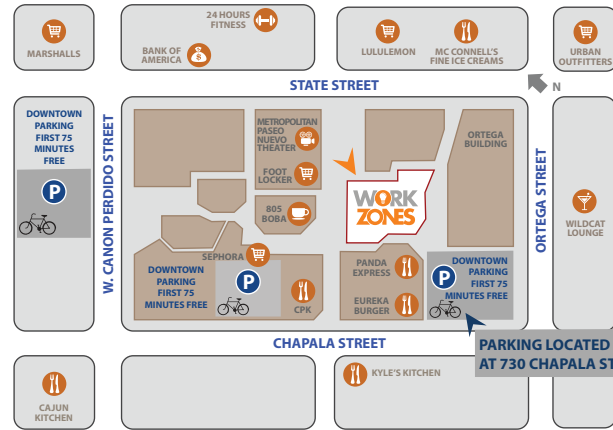 24 HOURS
FITNESS
MARSHALLS
BANK OF
AMERICA
$
LULULEMON
MC CONNELL'S
FINE ICE CREAMS
URBAN
OUTFITTERS
STATE STREET
N
DOWNTOWN
PARKING
FIRST 75
MINUTES
FREE
P
W. CANON PERDIDO STREET
METROPOLITAN
PASEO
NUEVO
THEATER
FOOT
LOCKER
805
BOBA
WORK
ZONES
ORTEGA
BUILDING
ORTEGA STREET
WILDCAT
LOUNGE
SEPHORA
DOWNTOWN
PARKING
FIRST 75
MINUTES FREE
P
CPK
PANDA
EXPRESS
EUREKA
BURGER
P
DOWNTOWN
PARKING
FIRST 75
MINUTES FREE
CHAPALA STREET
PARKING LOCATED
AT 730 CHAPALA ST
KYLE'S KITCHEN
CAJUN
KITCHEN